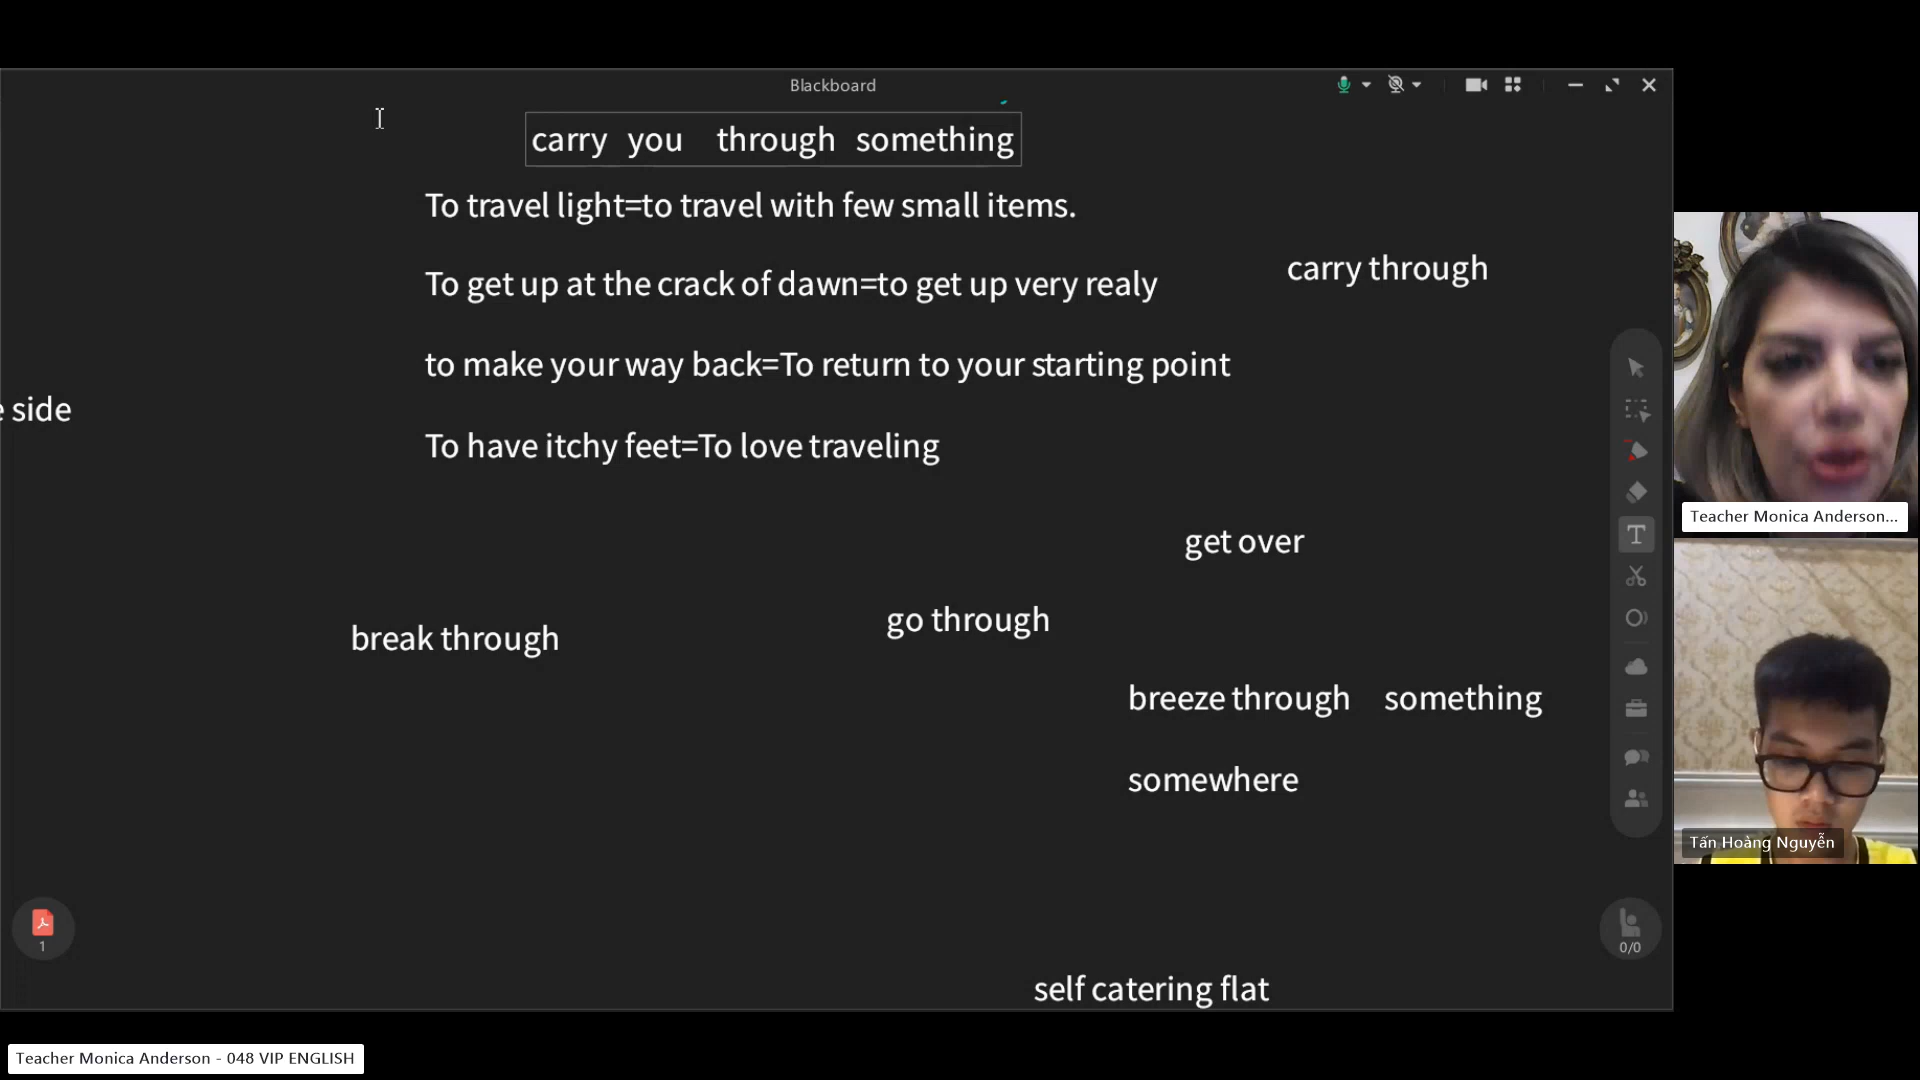 Blackboard
carry you through something
To travel light=to travel with few small items.
carry through
To get up at the crack of dawn=to get up very realy
to make your way back=To return to your starting point
side
To have itchy feet=To love traveling
Teacher Monica Anderson...
get over
go through
break through
breeze through something
somewhere
Tấn Hoàng Nguyễn
1
0/0
self catering flat
Teacher Monica Anderson - 048 VIP ENGLISH